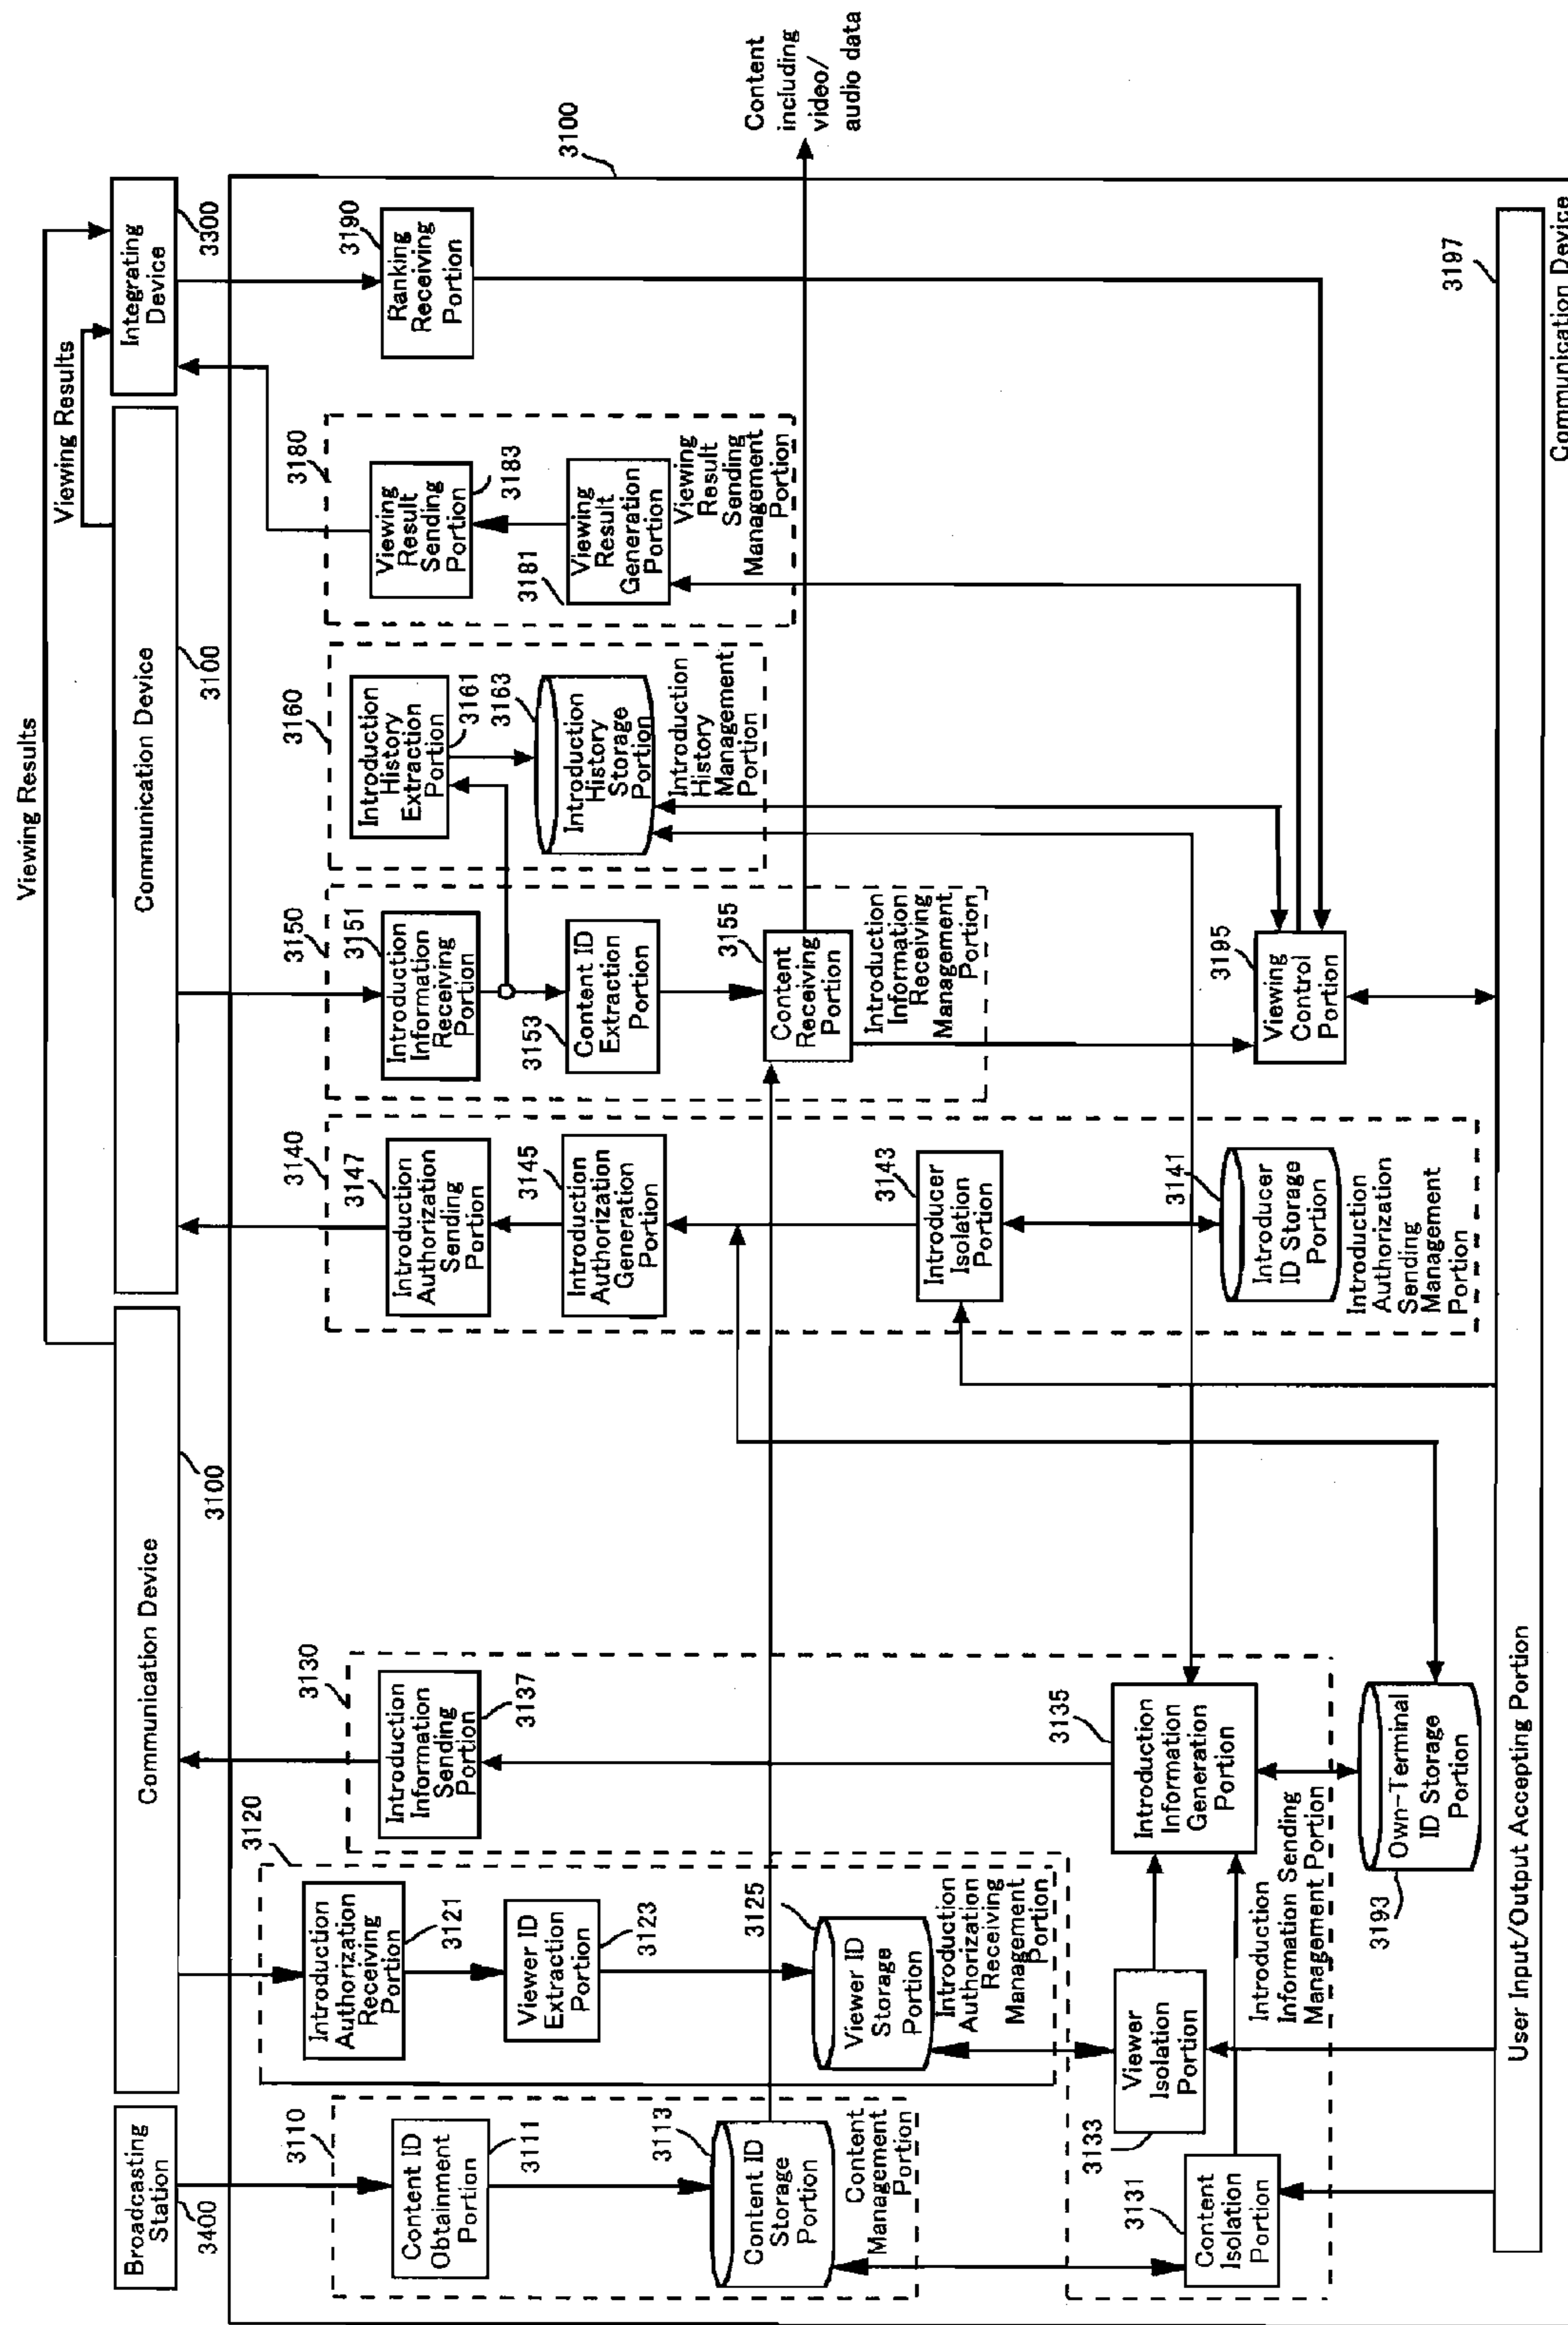 Viewing Results
Viewing Results
Broadcasting
Station
3400
Communication Device
3100
Communication Device
3100
Integrating
Device
3300
3100
3110
Content ID
Obtainment
Portion
3111
3113
Content ID
Storage
Portion
Content
Management
Portion
3120
Introduction
Authorization
Receiving
Portion
3121
Viewer ID
Extraction
Portion
3123
3125
Viewer ID
Storage
Portion
Introduction
Authorization
Receiving
Management
Portion
3130
Introduction
Information
Sending
Portion
3137
3135
Introduction
Information
Generation
Portion
3133
Viewer
Isolation
Portion
3131
Content
Isolation
Portion
Introduction
Information Sending
Management Portion
3193
Own-Terminal
ID Storage
Portion
3140
3147
Introduction
Authorization
Sending
Portion
3145
Introduction
Authorization
Generation
Portion
3143
Introducer
Isolation
Portion
3141
Introducer
ID Storage
Portion
Introduction
Authorization
Sending
Management
Portion
3150
3151
Introduction
Information
Receiving
Portion
3153
Content ID
Extraction
Portion
3155
Content
Receiving
Portion
Introduction
Information
Receiving
Management
Portion
3160
Introduction
History
Extraction
Portion
3161
3163
Introduction
History
Storage
Portion
Introduction
History
Management
Portion
3180
Viewing
Result
Sending
Portion
3183
3181
Viewing
Result
Generation
Portion
Viewing
Result
Sending
Management
Portion
3190
Ranking
Receiving
Portion
Content
including
video/
audio data
3195
Viewing
Control
Portion
3197
User Input/Output Accepting Portion
Communication Device